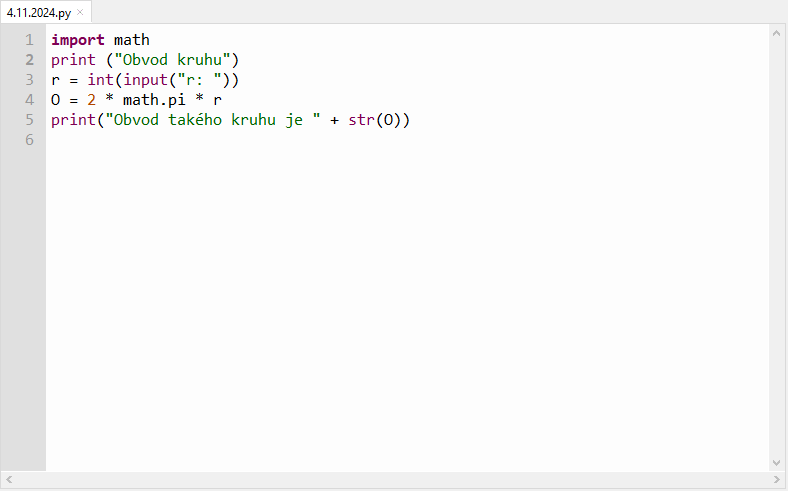 4.11.2024.py
1 import math
2 print ("Obvod kruhu")
3 r = int(input("r: "))
4 O = 2 * math.pi * r
5 print("Obvod takého kruhu je " + str(O))
6